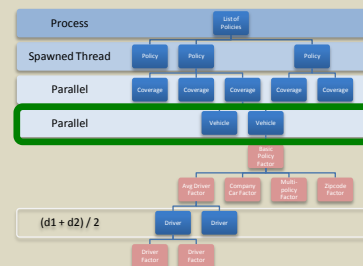 Process
List of
Policies
Spawned Thread
Policy
Policy
Policy
Parallel
Coverage
Coverage
Coverage
Coverage
Coverage
Parallel
Vehicle
Vehicle
Basic
Policy
Factor
Avg Driver
Factor
Company
Car Factor
Multi-
policy
Factor
Zipcode
Factor
(d1 + d2) / 2
Driver
Driver
Driver
Factor
Driver
Factor